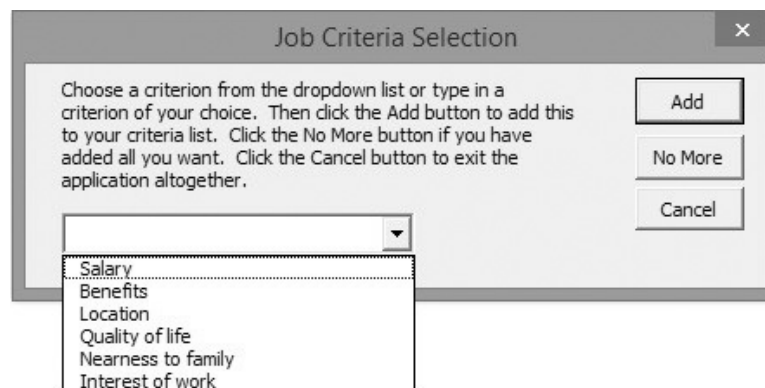 Job Criteria Selection
Choose a criterion from the dropdown list or type in a
criterion of your choice. Then click the Add button to add this
to your criteria list. Click the No More button if you have
added all you want. Click the Cancel button to exit the
application altogether.
Add
No More
Cancel
Salary
Benefits
Location
Quality of life
Nearness to family
Interest of work